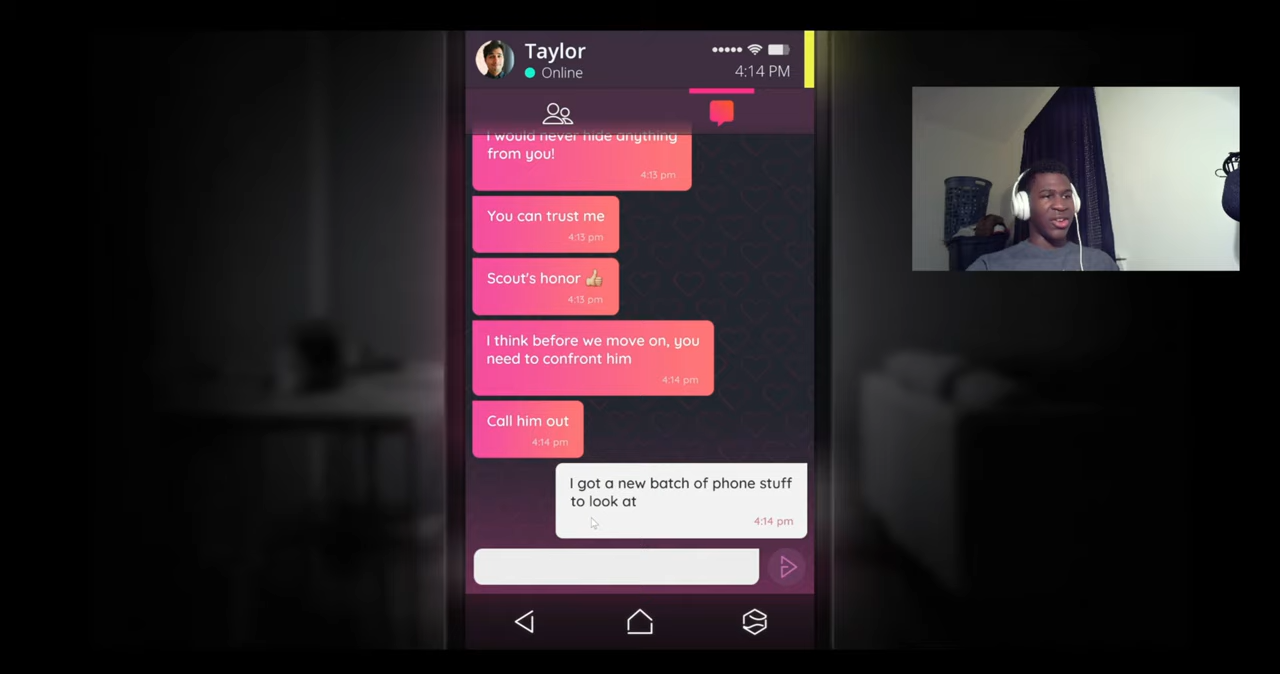 Taylor
Online
4:14 PM
I would never hide anything
from you!
4:13 pm
You can trust me
4:13 pm
Scout's honor 👍🏼
4:13 pm
I think before we move on, you
need to confront him
4:14 pm
Call him out
4:14 pm
I got a new batch of phone stuff
to look at
4:14 pm